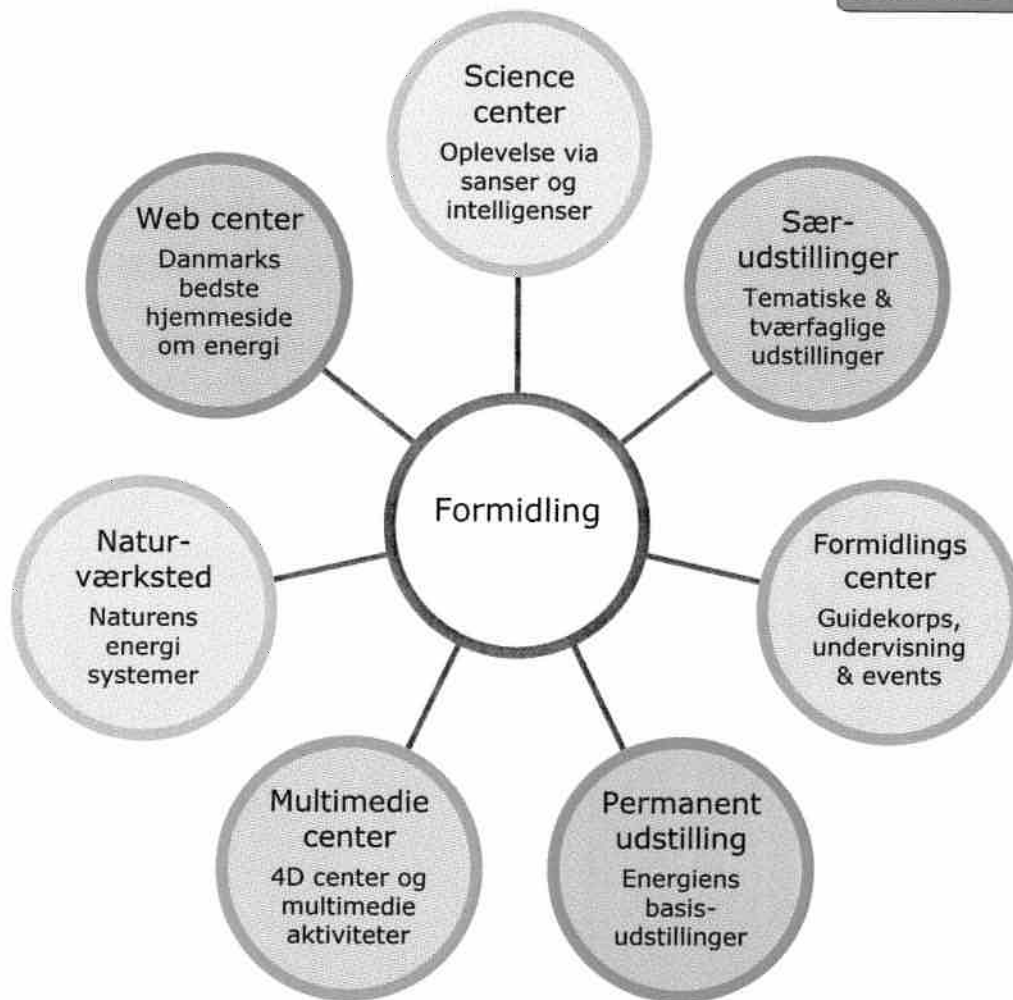 Science
center
Oplevelse via
sanser og
intelligenser
Sær-
udstillinger
Tematiske &
tværfaglige
udstillinger
Formidlings
center
Guidekorps,
undervisning
& events
Permanent
udstilling
Energiens
basis-
udstillinger
Multimedie
center
4D center og
multimedie
aktiviteter
Natur-
værksted
Naturens
energi
systemer
Web center
Danmarks
bedste
hjemmeside
om energi
Formidling